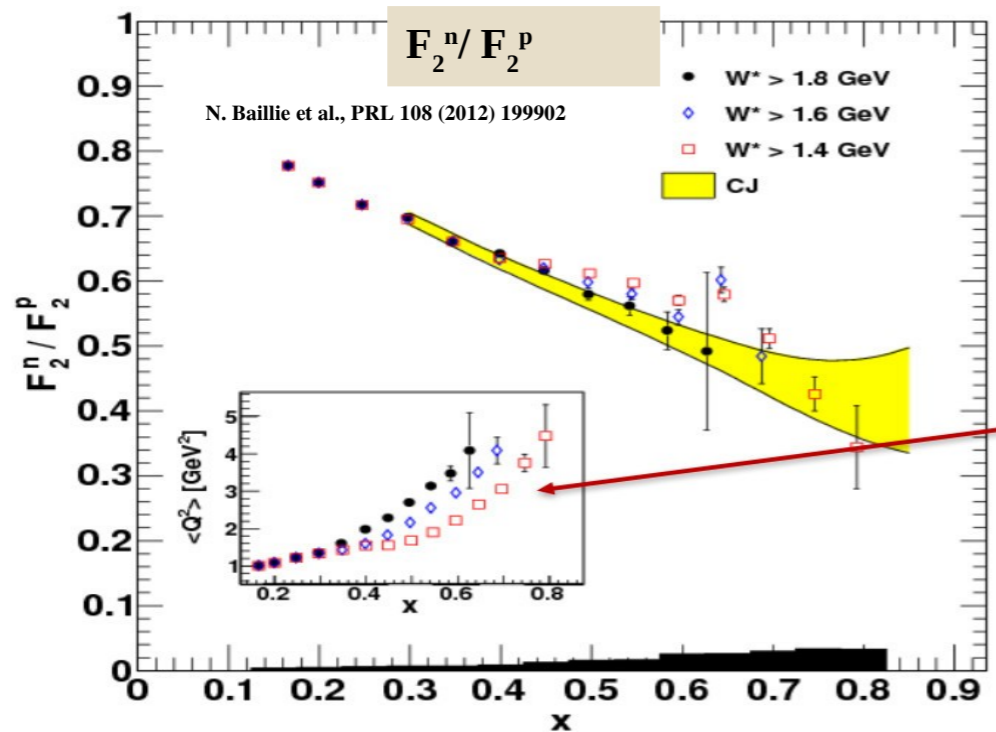 F₂ⁿ/ F₂ᵖ
N. Baillie et al., PRL 108 (2012) 199902
W* > 1.8 GeV
W* > 1.6 GeV
W* > 1.4 GeV
CJ
F₂ⁿ / F₂ᵖ
1
0.9
0.8
0.7
0.6
0.5
0.4
0.3
0.2
0.1
0
<Q²> [GeV²]
5
4
3
2
1
0.2 0.4 0.6 0.8
x
0 0.1 0.2 0.3 0.4 0.5 0.6 0.7 0.8 0.9
x